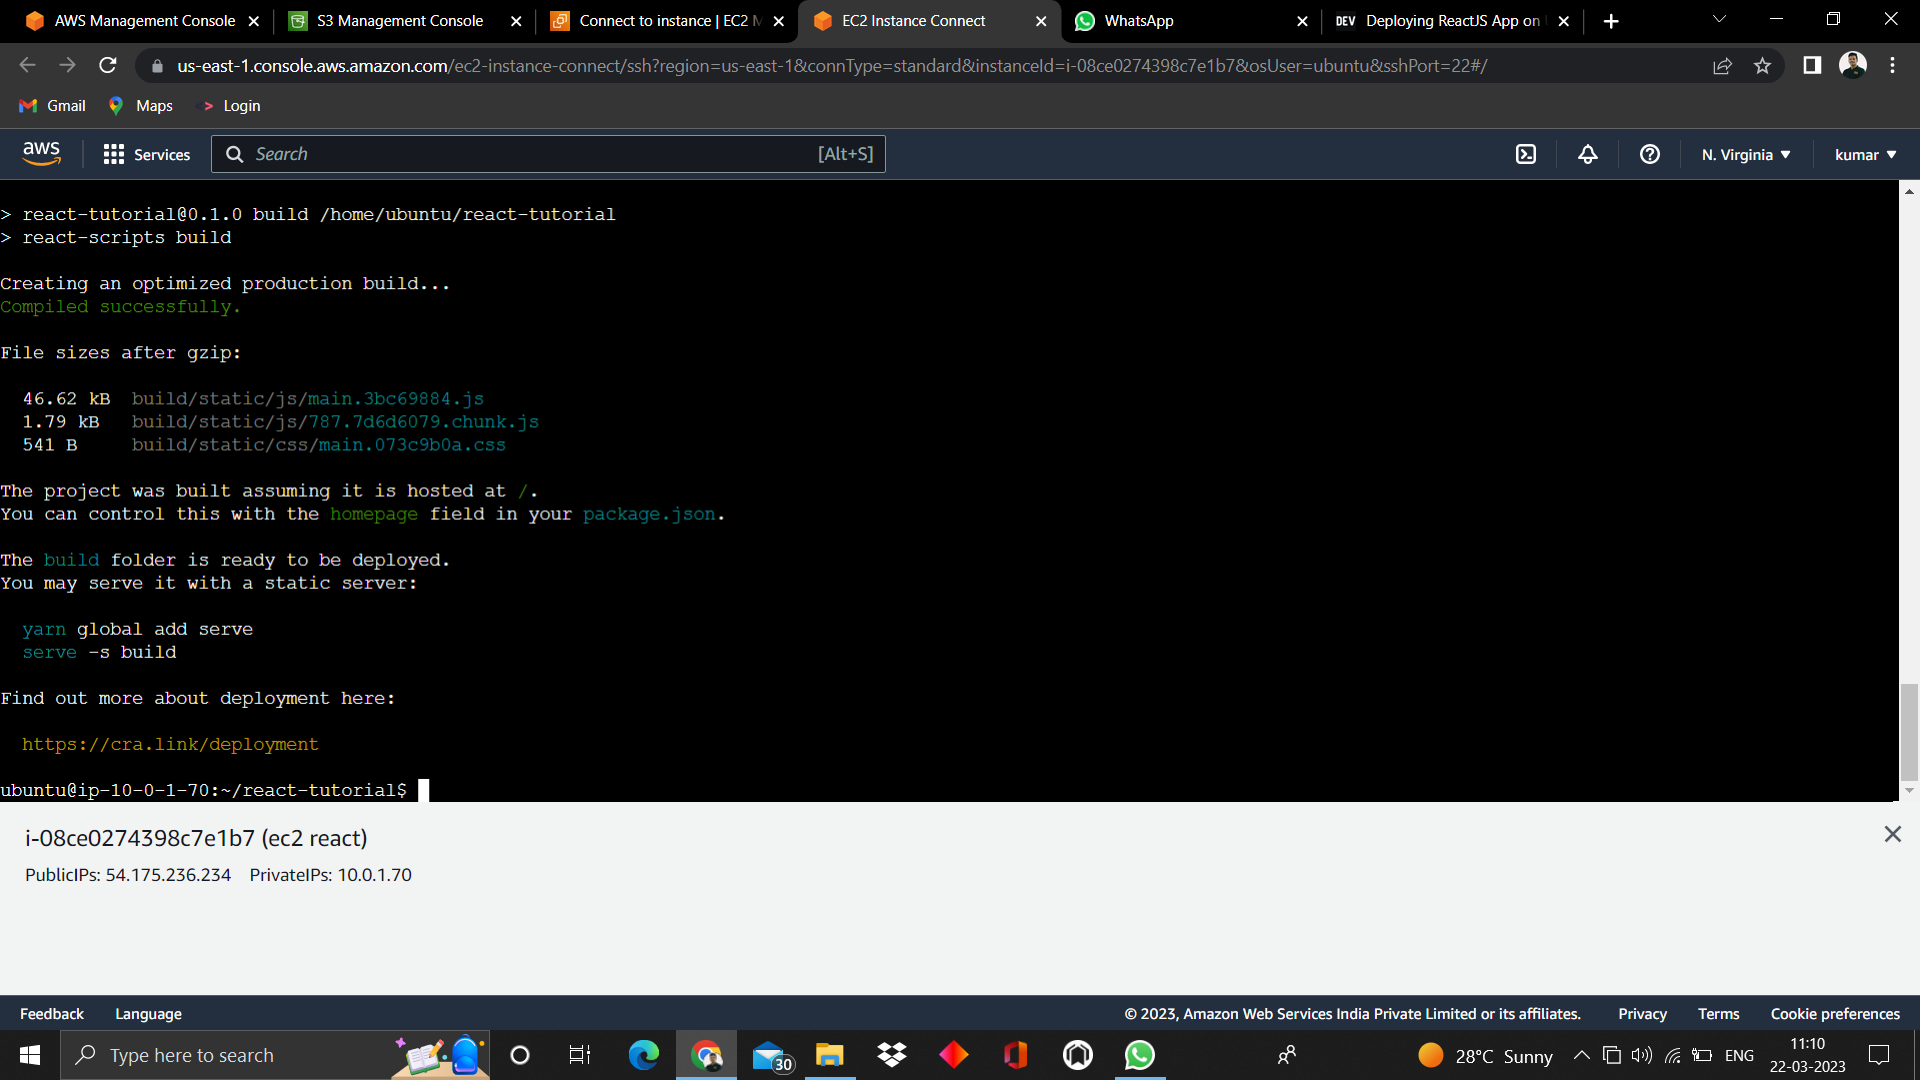 AWS Management Console
S3 Management Console
Connect to instance | EC2 M
EC2 Instance Connect
WhatsApp
DEV Deploying ReactJS App on
us-east-1.console.aws.amazon.com/ec2-instance-connect/ssh?region=us-east-1&connType=standard&instanceId=i-08ce0274398c7e1b7&osUser=ubuntu&sshPort=22#/
Gmail Maps Login
aws Services Search [Alt+S] N. Virginia kumar
> react-tutorial@0.1.0 build /home/ubuntu/react-tutorial
> react-scripts build
Creating an optimized production build...
Compiled successfully.
File sizes after gzip:
46.62 kB build/static/js/main.3bc69884.js
1.79 kB build/static/js/787.7d6d6079.chunk.js
541 B build/static/css/main.073c9b0a.css
The project was built assuming it is hosted at /.
You can control this with the homepage field in your package.json.
The build folder is ready to be deployed.
You may serve it with a static server:
yarn global add serve
serve -s build
Find out more about deployment here:
https://cra.link/deployment
ubuntu@ip-10-0-1-70:~/react-tutorial$
i-08ce0274398c7e1b7 (ec2 react)
PublicIPs: 54.175.236.234 PrivateIPs: 10.0.1.70
Feedback Language © 2023, Amazon Web Services India Private Limited or its affiliates. Privacy Terms Cookie preferences
Type here to search 30 28°C Sunny ENG 11:10
22-03-2023